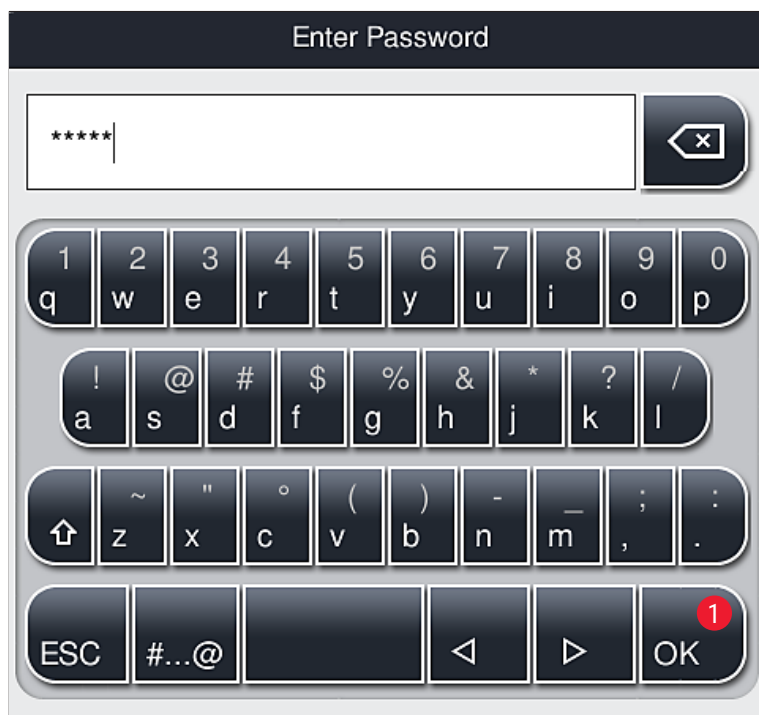 Enter Password
*****
1 2 3 4 5 6 7 8 9 0
q w e r t y u i o p
! @ # $ % & * ? /
a s d f g h j k l
~ " ° ( ) - _ ; :
z x c v b n m , .
1
ESC #...@ OK